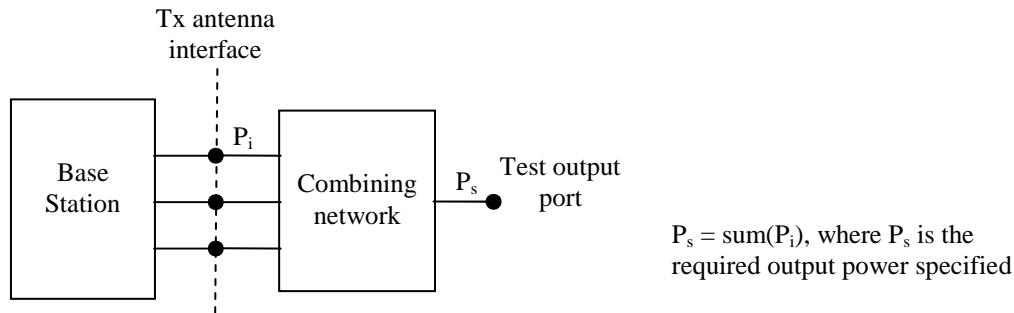 Tx antenna
interface
P_i
Base
Station
Combining
network
P_s
Test output
port
P_s = sum(P_i), where P_s is the
required output power specified